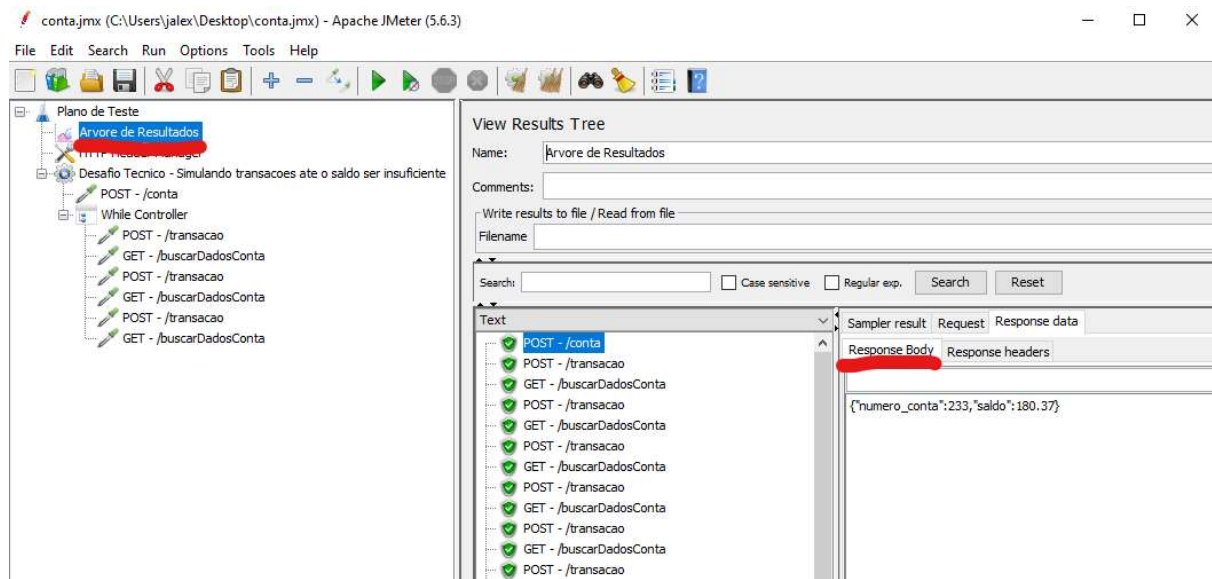 conta.jmx (C:\Users\jalex\Desktop\conta.jmx) - Apache JMeter (5.6.3)
File Edit Search Run Options Tools Help
Plano de Teste
Arvore de Resultados
HTTP Header Manager
Desafio Tecnico - Simulando transacoes ate o saldo ser insuficiente
POST - /conta
While Controller
POST - /transacao
GET - /buscarDadosConta
POST - /transacao
GET - /buscarDadosConta
POST - /transacao
GET - /buscarDadosConta
View Results Tree
Name: Arvore de Resultados
Comments:
Write results to file / Read from file
Filename
Search: Case sensitive Regular exp. Search Reset
Text
POST - /conta
POST - /transacao
GET - /buscarDadosConta
POST - /transacao
GET - /buscarDadosConta
POST - /transacao
GET - /buscarDadosConta
POST - /transacao
GET - /buscarDadosConta
POST - /transacao
GET - /buscarDadosConta
POST - /transacao
Sampler result Request Response data
Response Body Response headers
{"numero_conta":233,"saldo":180.37}